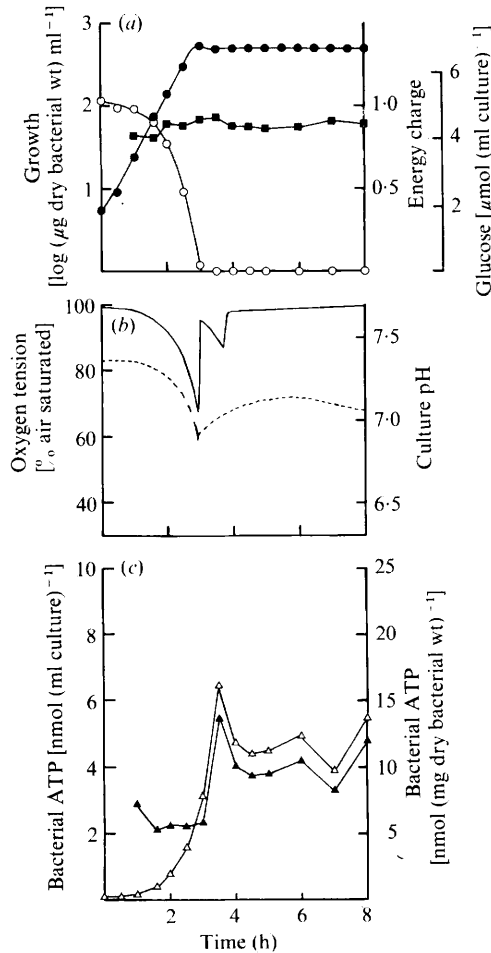 (a)
3
2
1
Growth
[log (μg dry bacterial wt) ml⁻¹]
1.0
0.5
Energy charge
6
4
2
Glucose [μmol (ml culture)⁻¹]
(b)
100
80
60
40
Oxygen tension
[% air saturated]
7.5
7.0
6.5
Culture pH
(c)
10
8
6
4
2
Bacterial ATP [nmol (ml culture)⁻¹]
25
20
15
10
5
Bacterial ATP
[nmol (mg dry bacterial wt)⁻¹]
2 4 6 8
Time (h)